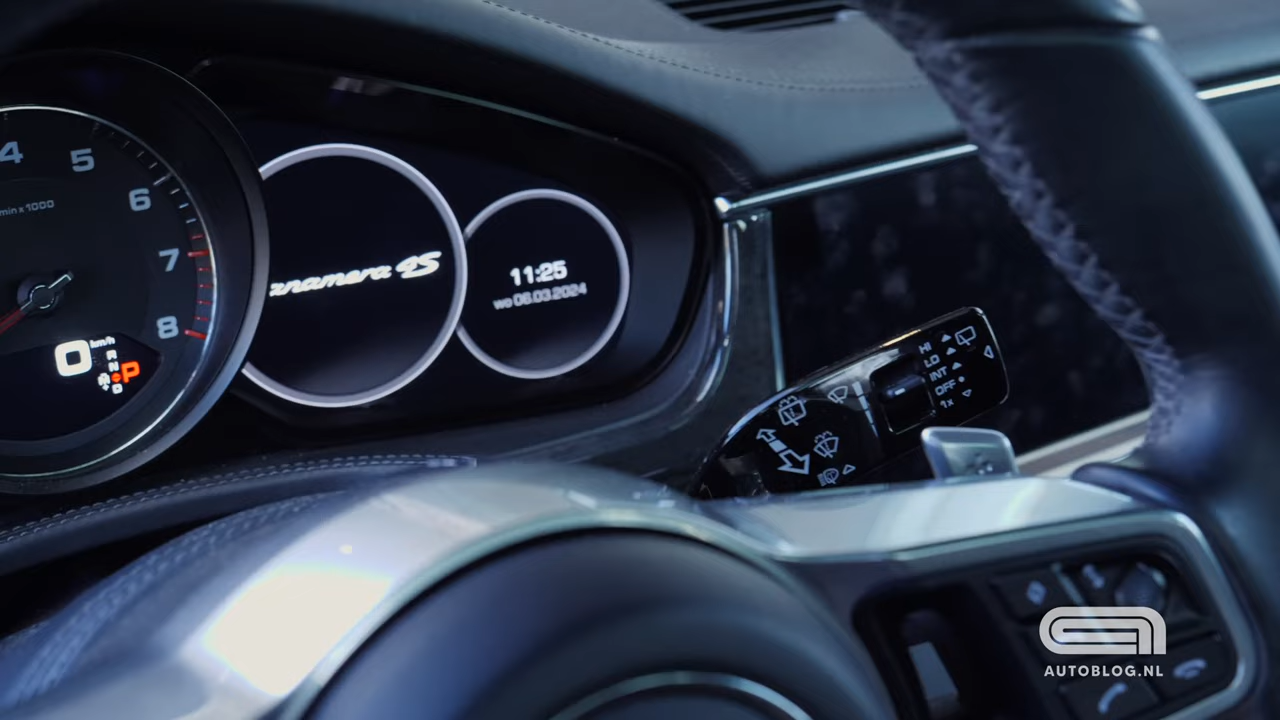 4
5
6
7
8
min x 1000
0 km/h
R
N
P
D
anamera 4S
11:25
wo 06.03.2024
HI
LO
INT
OFF
1x
AUTOBLOG.NL